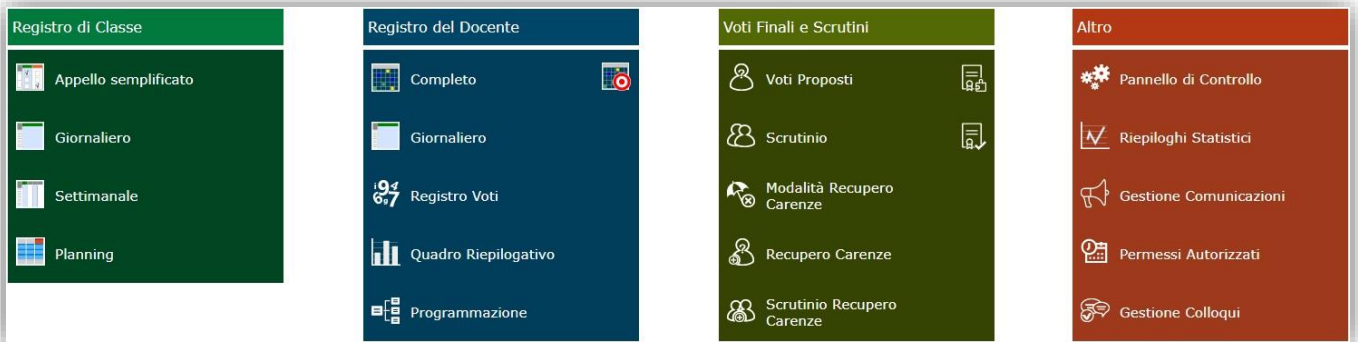 Registro di Classe
Appello semplificato
Giornaliero
Settimanale
Planning
Registro del Docente
Completo
Giornaliero
Registro Voti
Quadro Riepilogativo
Programmazione
Voti Finali e Scrutini
Voti Proposti
Scrutinio
Modalità Recupero
Carenze
Recupero Carenze
Scrutinio Recupero
Carenze
Altro
Pannello di Controllo
Riepiloghi Statistici
Gestione Comunicazioni
Permessi Autorizzati
Gestione Colloqui